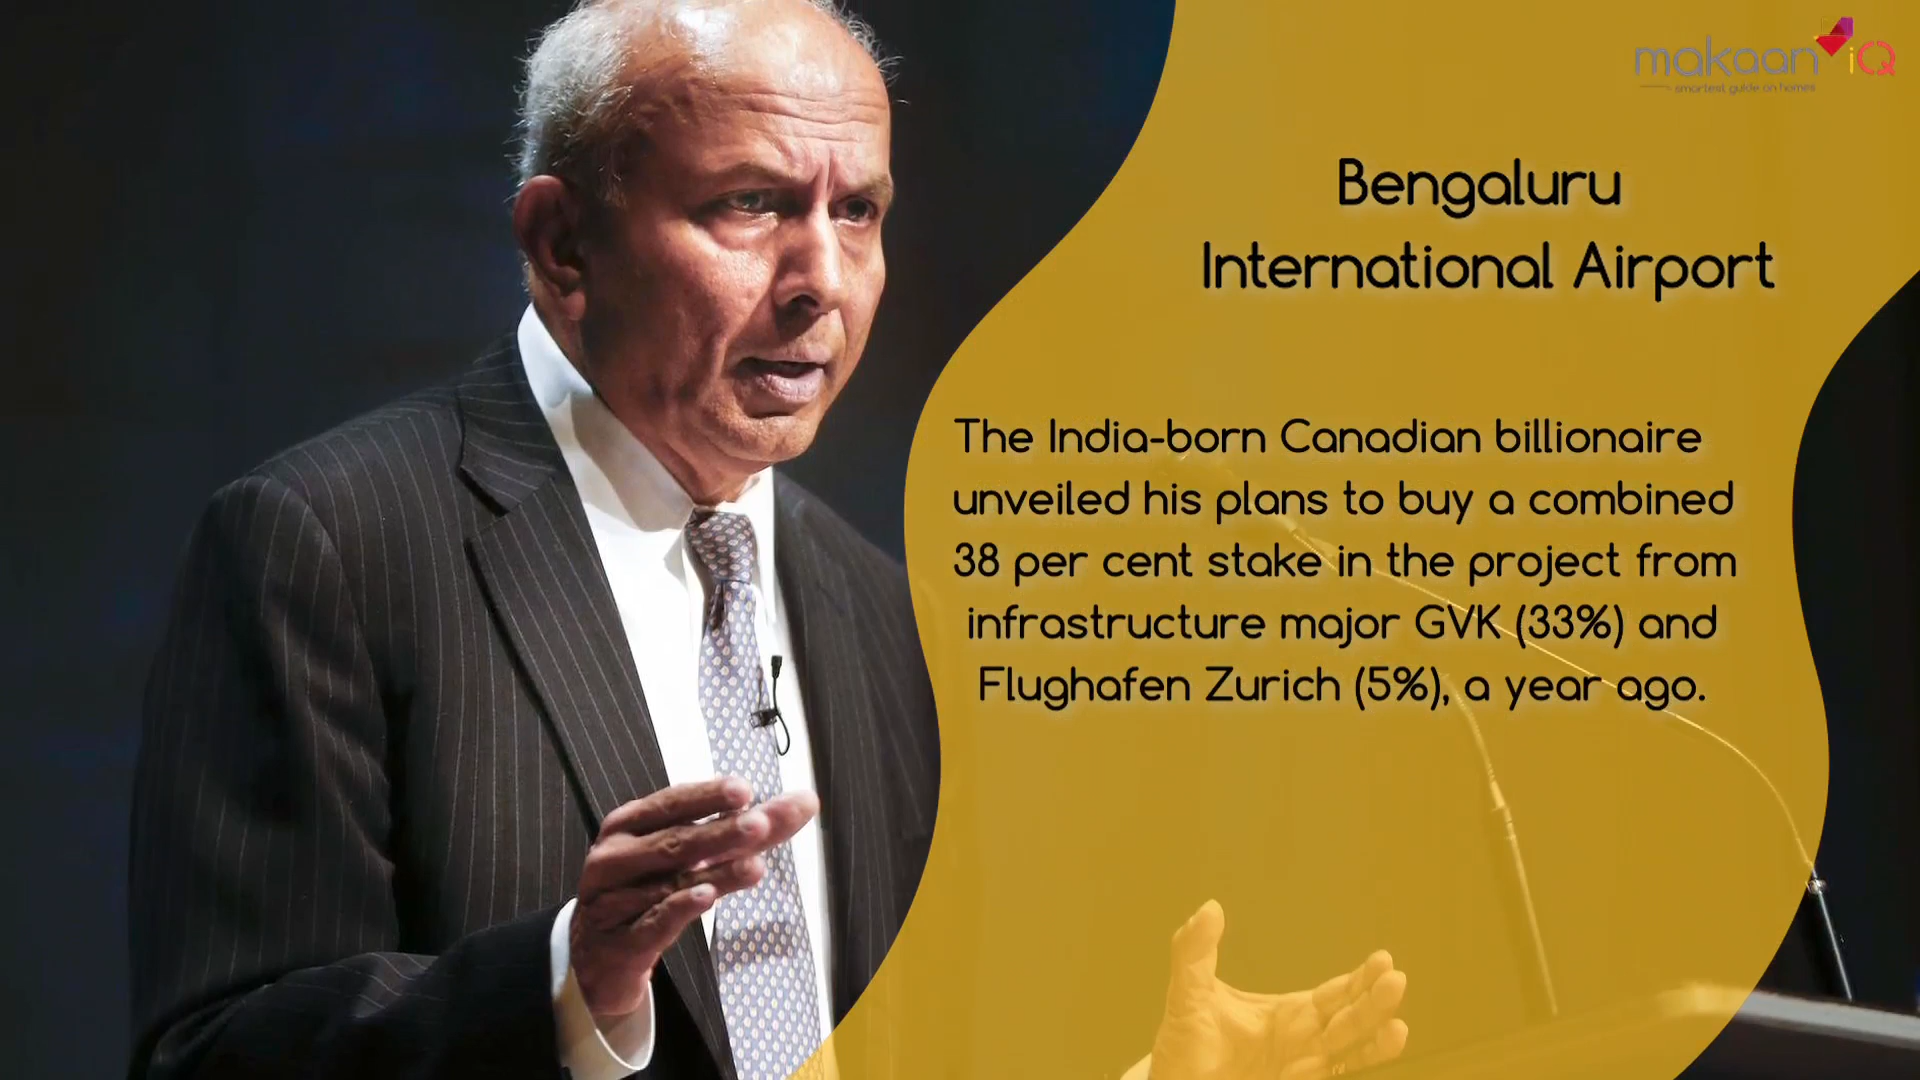 makaan iQ
smartest guide on homes
Bengaluru
International Airport
The India-born Canadian billionaire
unveiled his plans to buy a combined
38 per cent stake in the project from
infrastructure major GVK (33%) and
Flughafen Zurich (5%), a year ago.